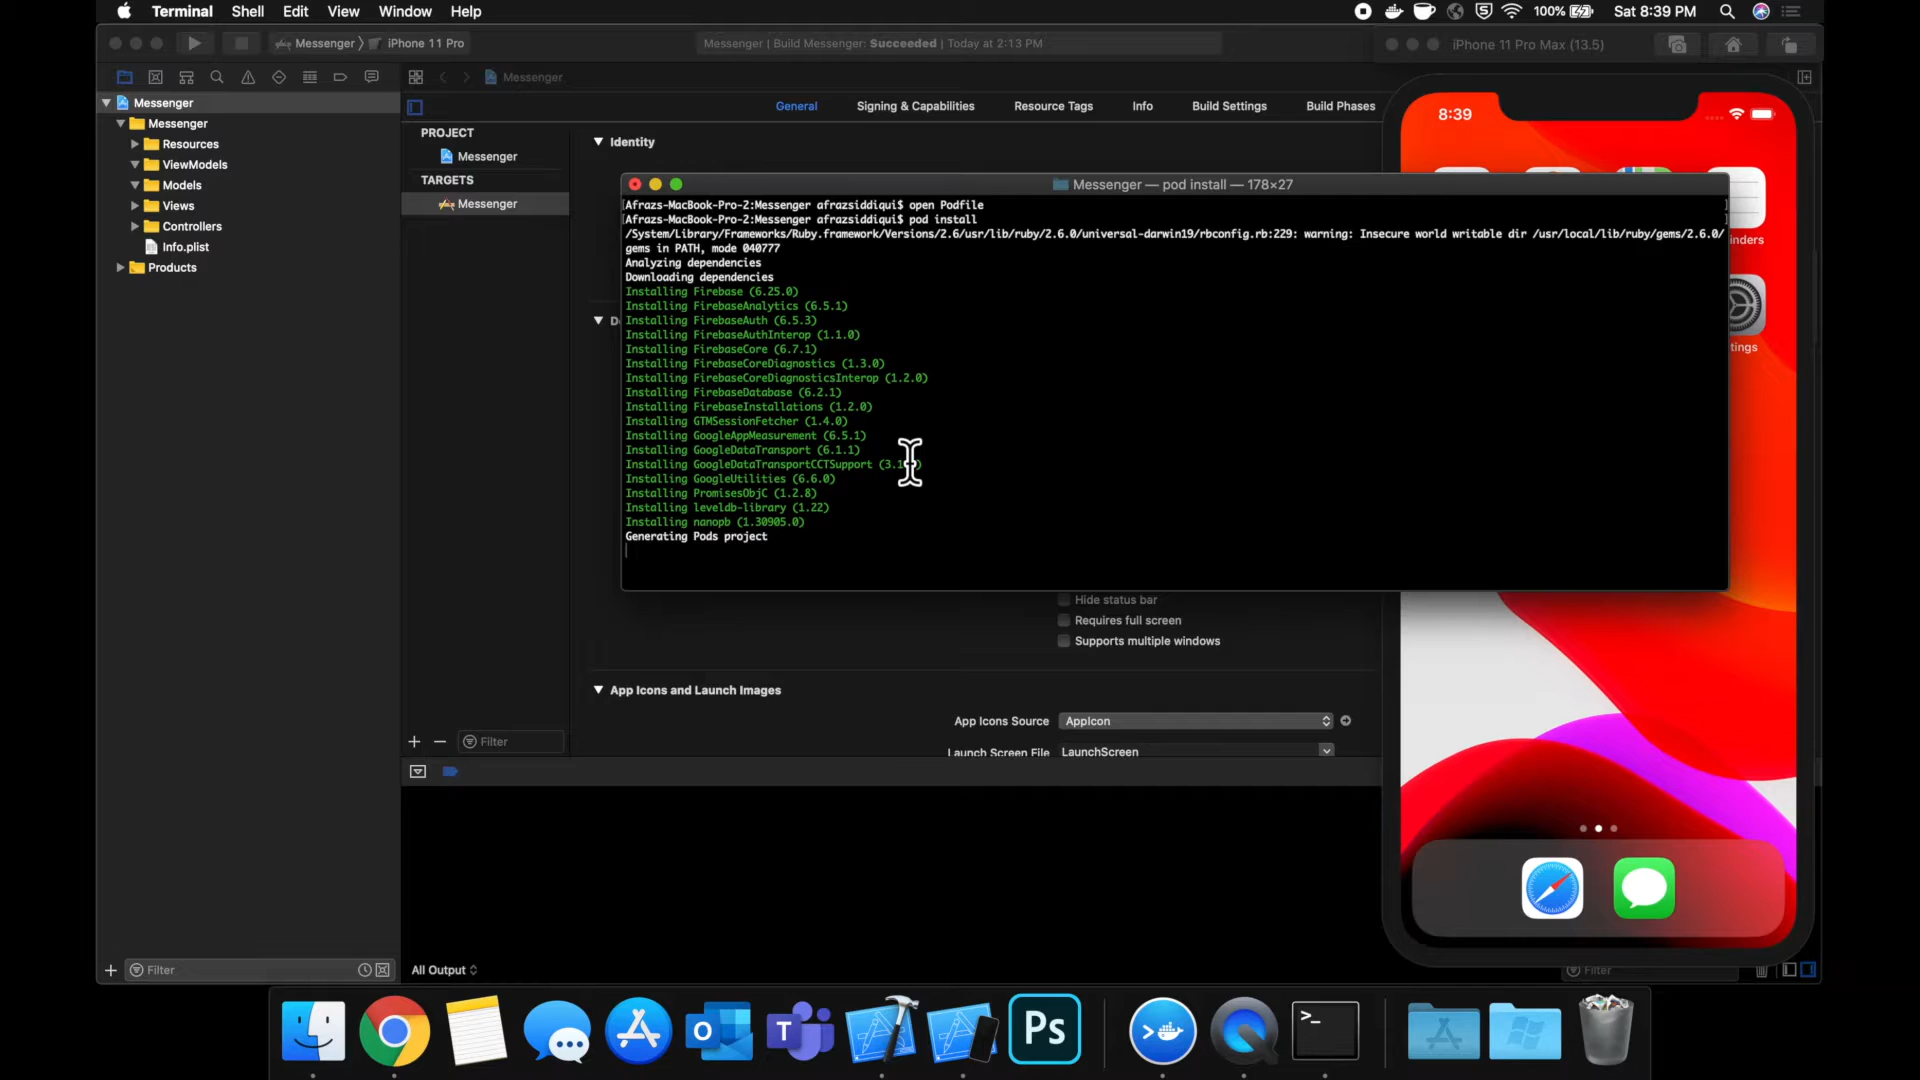 Terminal Shell Edit View Window Help
100% Sat 8:39 PM
Messenger iPhone 11 Pro
Messenger | Build Messenger: Succeeded | Today at 2:13 PM
iPhone 11 Pro Max (13.5)
Messenger
Messenger
Messenger
Resources
ViewModels
Models
Views
Controllers
Info.plist
Products
General Signing & Capabilities Resource Tags Info Build Settings Build Phases
PROJECT
Messenger
TARGETS
Messenger
Identity
Messenger — pod install — 178×27
Afrazs-MacBook-Pro-2:Messenger afrazsiddiqui$ open Podfile
Afrazs-MacBook-Pro-2:Messenger afrazsiddiqui$ pod install
/System/Library/Frameworks/Ruby.framework/Versions/2.6/usr/lib/ruby/2.6.0/universal-darwin19/rbconfig.rb:229: warning: Insecure world writable dir /usr/local/lib/ruby/gems/2.6.0/
gems in PATH, mode 040777
Analyzing dependencies
Downloading dependencies
Installing Firebase (6.25.0)
Installing FirebaseAnalytics (6.5.1)
Installing FirebaseAuth (6.5.3)
Installing FirebaseAuthInterop (1.1.0)
Installing FirebaseCore (6.7.1)
Installing FirebaseCoreDiagnostics (1.3.0)
Installing FirebaseCoreDiagnosticsInterop (1.2.0)
Installing FirebaseDatabase (6.2.1)
Installing FirebaseInstallations (1.2.0)
Installing GTMSessionFetcher (1.4.0)
Installing GoogleAppMeasurement (6.5.1)
Installing GoogleDataTransport (6.1.1)
Installing GoogleDataTransportCCTSupport (3.1
Installing GoogleUtilities (6.6.0)
Installing PromisesObjC (1.2.8)
Installing leveldb-library (1.22)
Installing nanopb (1.30905.0)
Generating Pods project
8:39
nders
tings
Hide status bar
Requires full screen
Supports multiple windows
App Icons and Launch Images
App Icons Source AppIcon
Launch Screen File LaunchScreen
Filter
Filter
All Output
Filter
T
Ps